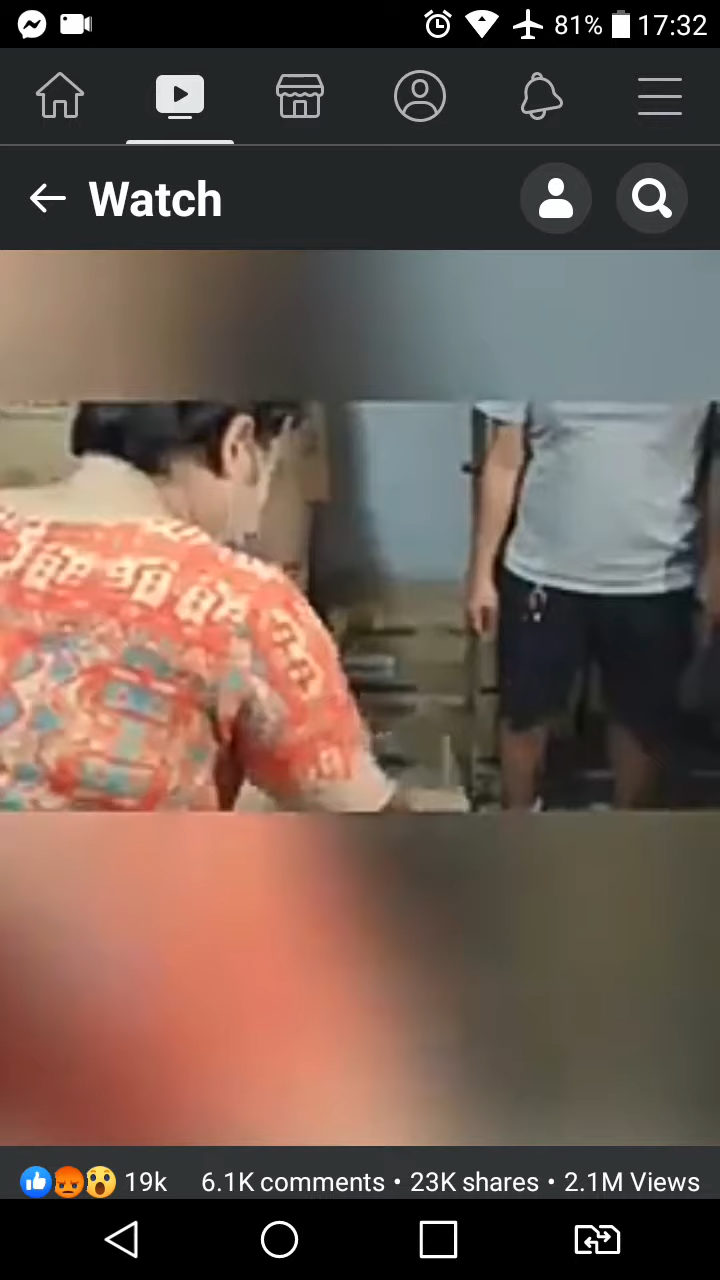 81% 17:32
Watch
19k 6.1K comments • 23K shares • 2.1M Views